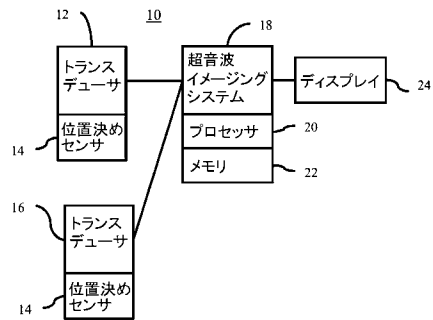 12
10
18
トランス
デューサ
位置決め
センサ
14
超音波
イメージング
システム
プロセッサ
20
メモリ
22
ディスプレイ
24
16
トランス
デューサ
位置決め
センサ
14